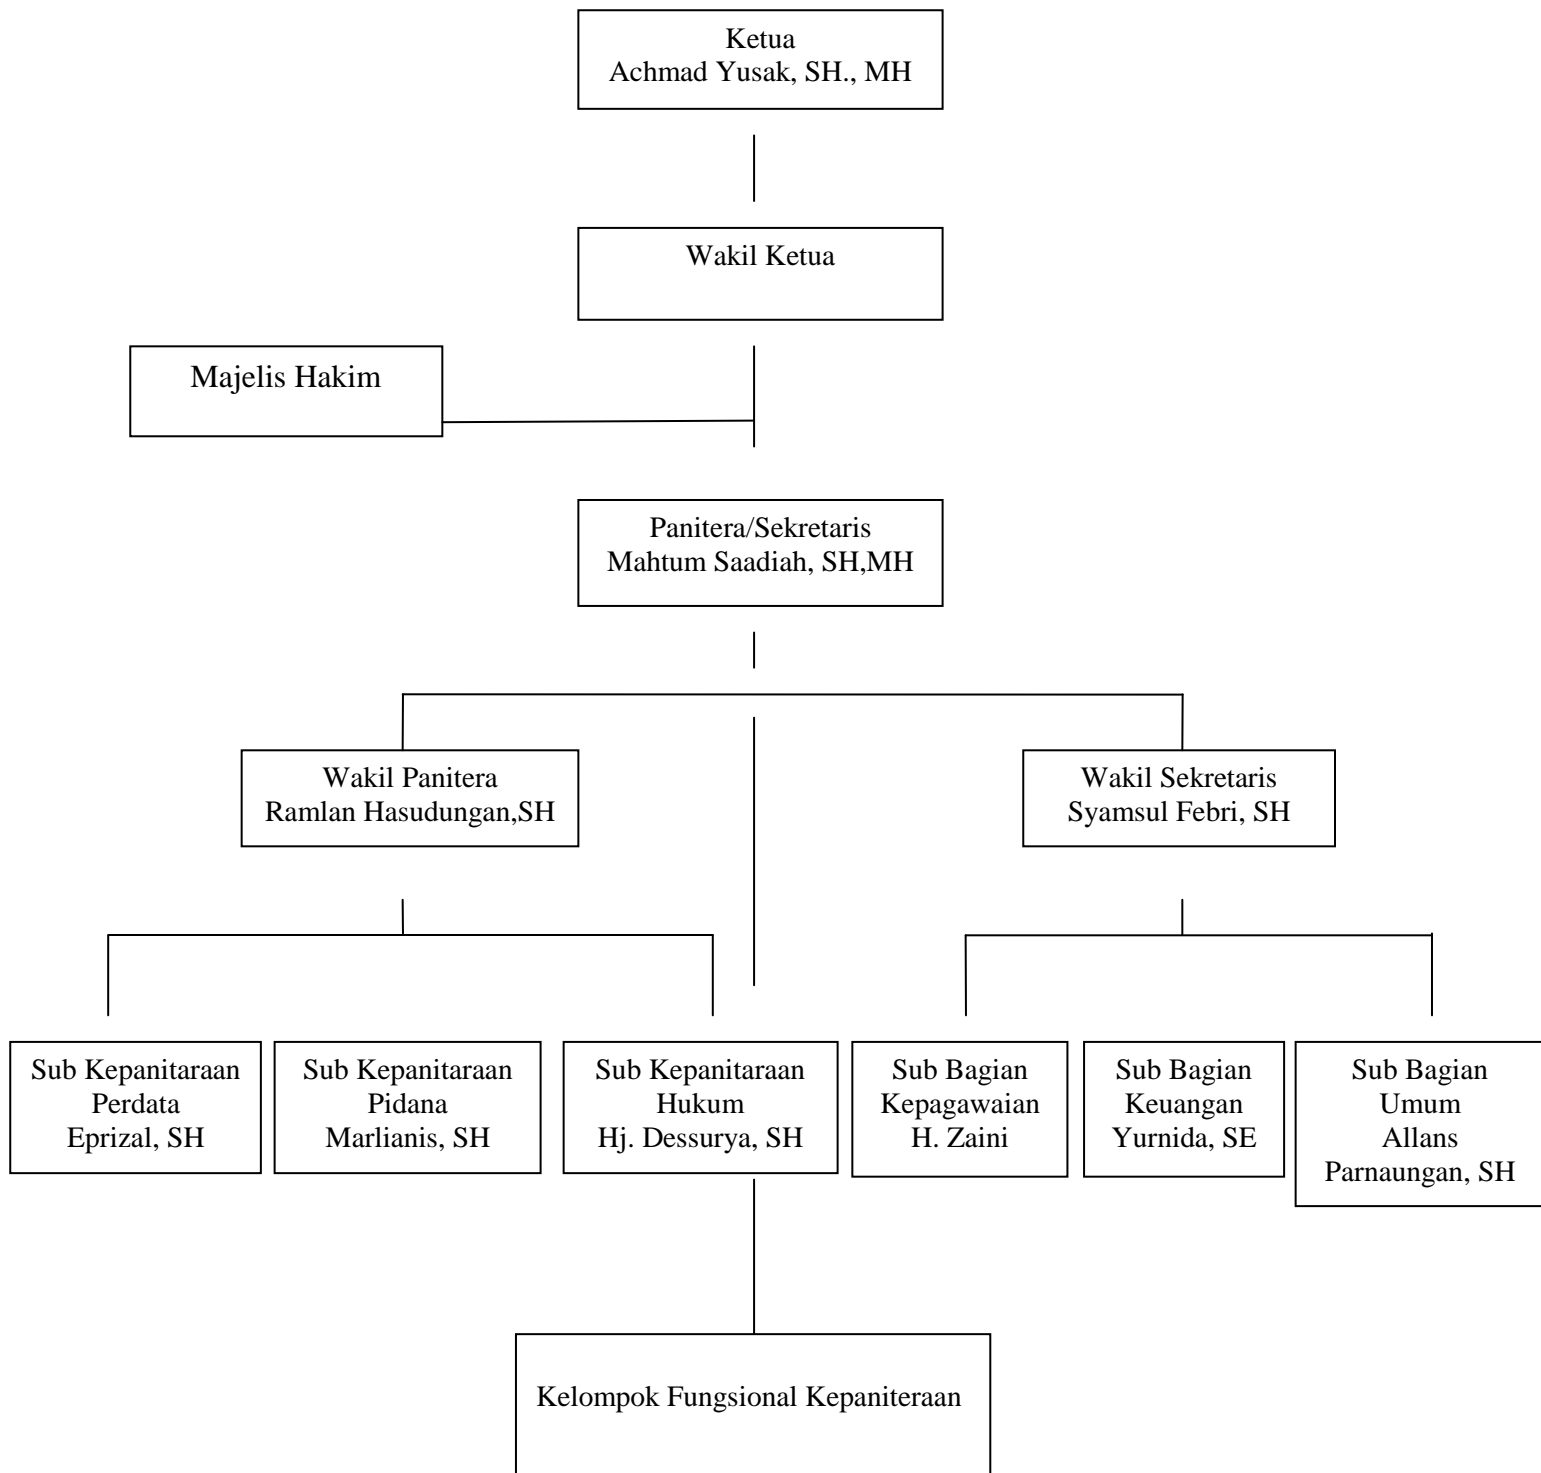 Ketua
Achmad Yusak, SH., MH
Wakil Ketua
Majelis Hakim
Panitera/Sekretaris
Mahtum Saadiah, SH,MH
Wakil Panitera
Ramlan Hasudungan,SH
Wakil Sekretaris
Syamsul Febri, SH
Sub Kepanitaraan
Perdata
Eprizal, SH
Sub Kepanitaraan
Pidana
Marlianis, SH
Sub Kepanitaraan
Hukum
Hj. Dessurya, SH
Sub Bagian
Kepagawaian
H. Zaini
Sub Bagian
Keuangan
Yurnida, SE
Sub Bagian
Umum
Allans
Parnaungan, SH
Kelompok Fungsional Kepaniteraan